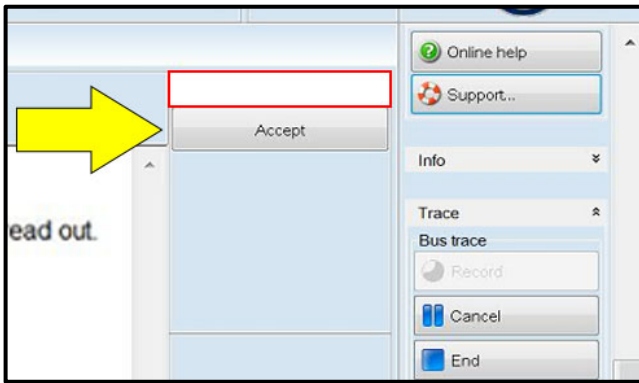 Online help
Support...
Accept
Info
Trace
ead out.
Bus trace
Record
Cancel
End